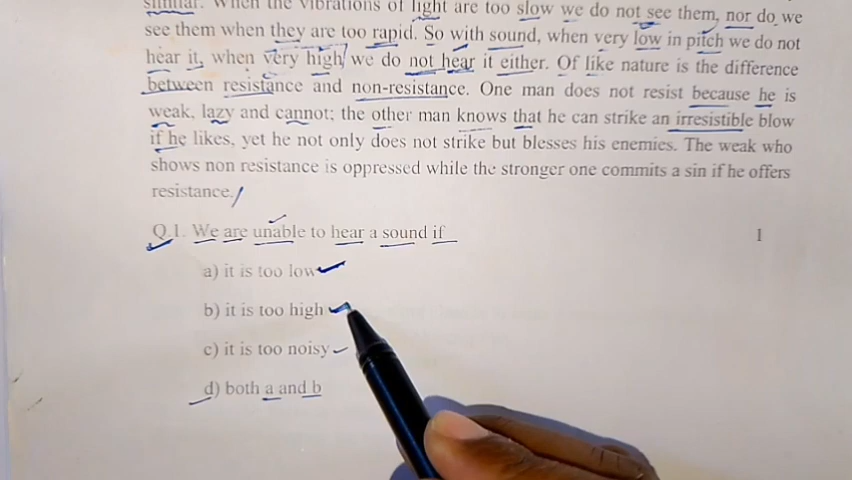 similar. When the vibrations of light are too slow we do not see them, nor do we
see them when they are too rapid. So with sound, when very low in pitch we do not
hear it, when very high we do not hear it either. Of like nature is the difference
between resistance and non-resistance. One man does not resist because he is
weak, lazy and cannot; the other man knows that he can strike an irresistible blow
if he likes, yet he not only does not strike but blesses his enemies. The weak who
shows non resistance is oppressed while the stronger one commits a sin if he offers
resistance.
Q.1. We are unable to hear a sound if 1
a) it is too low
b) it is too high
c) it is too noisy
d) both a and b